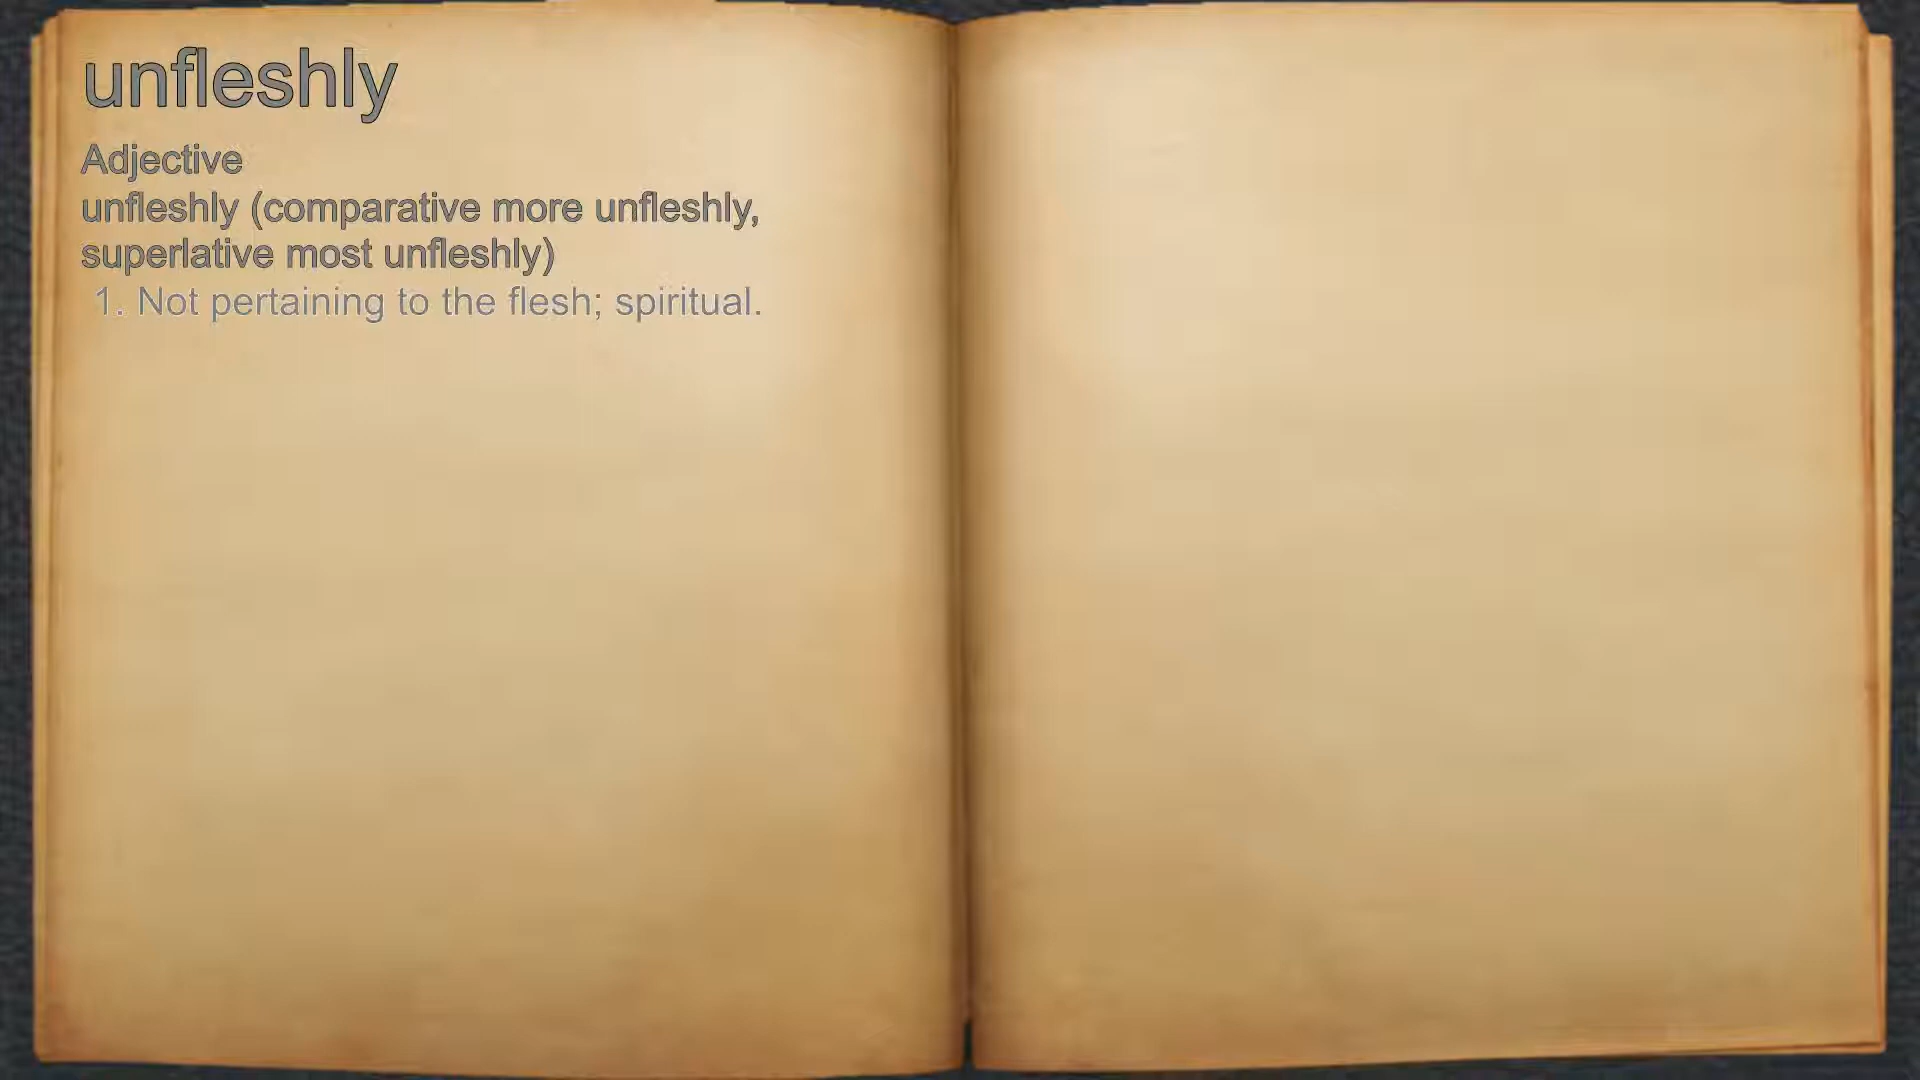 unfleshly
Adjective
unfleshly (comparative more unfleshly,
superlative most unfleshly)
1. Not pertaining to the flesh; spiritual.